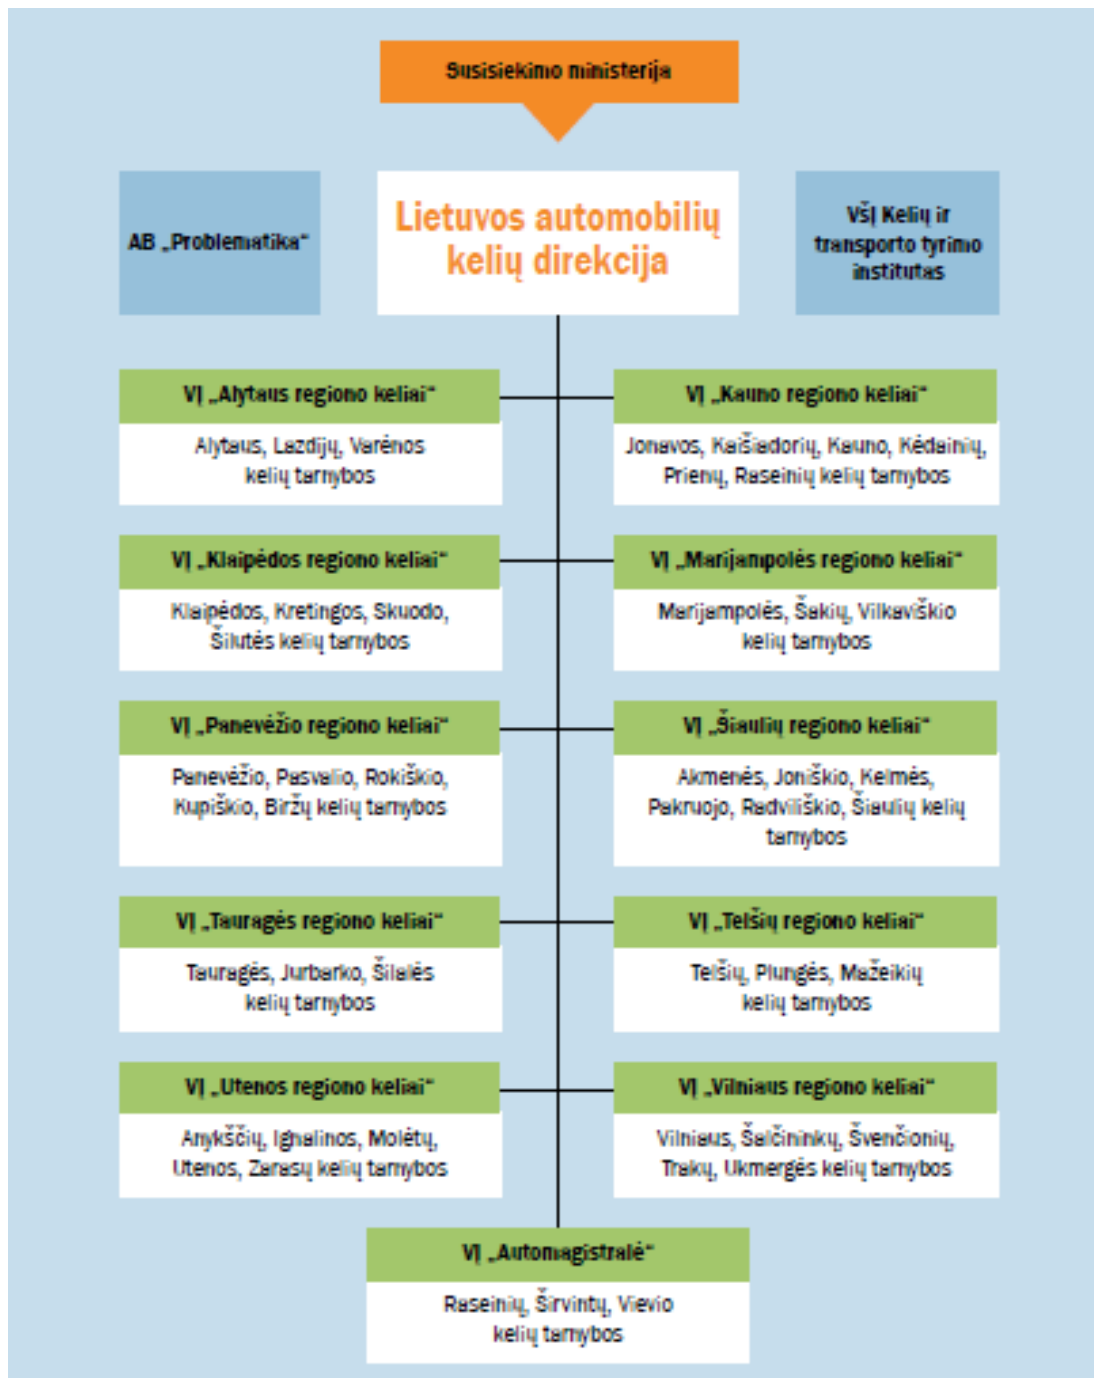 Susisiekimo ministerija
AB „Problematika“
Lietuvos automobilių
kelių direkcija
VšĮ Kelių ir
transporto tyrimo
institutas
VĮ „Alytaus regiono keliai“
Alytaus, Lazdijų, Varėnos
kelių tarnybos
VĮ „Kauno regiono keliai“
Jonavos, Kaišiadorių, Kauno, Kėdainių,
Prienų, Raseinių kelių tarnybos
VĮ „Klaipėdos regiono keliai“
Klaipėdos, Kretingos, Skuodo,
Šilutės kelių tarnybos
VĮ „Marijampolės regiono keliai“
Marijampolės, Šakių, Vilkaviškio
kelių tarnybos
VĮ „Panevėžio regiono keliai“
Panevėžio, Pasvalio, Rokiškio,
Kupiškio, Biržų kelių tarnybos
VĮ „Šiaulių regiono keliai“
Akmenės, Joniškio, Kelmės,
Pakruojo, Radviliškio, Šiaulių kelių
tarnybos
VĮ „Tauragės regiono keliai“
Tauragės, Jurbarko, Šilalės
kelių tarnybos
VĮ „Telšių regiono keliai“
Telšių, Plungės, Mažeikių
kelių tarnybos
VĮ „Utenos regiono keliai“
Anykščių, Ignalinos, Molėtų,
Utenos, Zarasų kelių tarnybos
VĮ „Vilniaus regiono keliai“
Vilniaus, Šalčininkų, Švenčionių,
Trakų, Ukmergės kelių tarnybos
VĮ „Automagistralė“
Raseinių, Širvintų, Vievio
kelių tarnybos